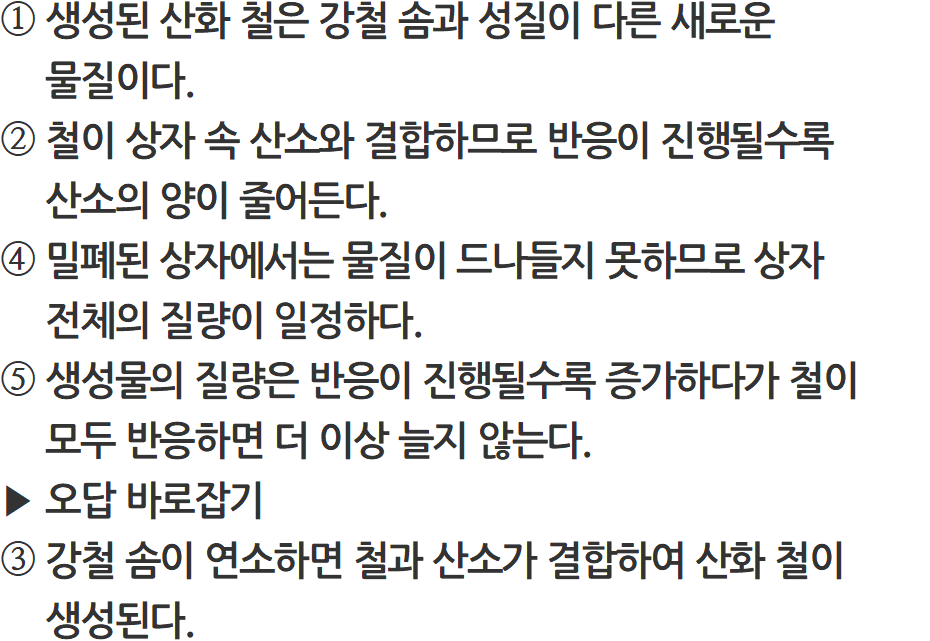 ① 생성된 산화 철은 강철 솜과 성질이 다른 새로운
물질이다.
② 철이 상자 속 산소와 결합하므로 반응이 진행될수록
산소의 양이 줄어든다.
④ 밀폐된 상자에서는 물질이 드나들지 못하므로 상자
전체의 질량이 일정하다.
⑤ 생성물의 질량은 반응이 진행될수록 증가하다가 철이
모두 반응하면 더 이상 늘지 않는다.
▶ 오답 바로잡기
③ 강철 솜이 연소하면 철과 산소가 결합하여 산화 철이
생성된다.